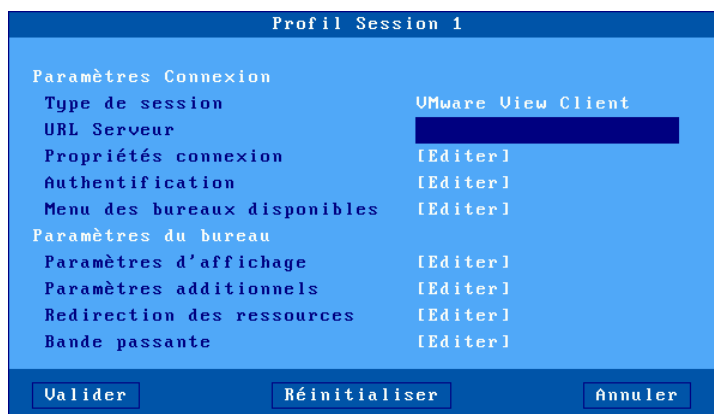 Profil Session 1
Paramètres Connexion
Type de session VMware View Client
URL Serveur
Propriétés connexion [Editer]
Authentification [Editer]
Menu des bureaux disponibles [Editer]
Paramètres du bureau
Paramètres d'affichage [Editer]
Paramètres additionnels [Editer]
Redirection des ressources [Editer]
Bande passante [Editer]
Valider Réinitialiser Annuler